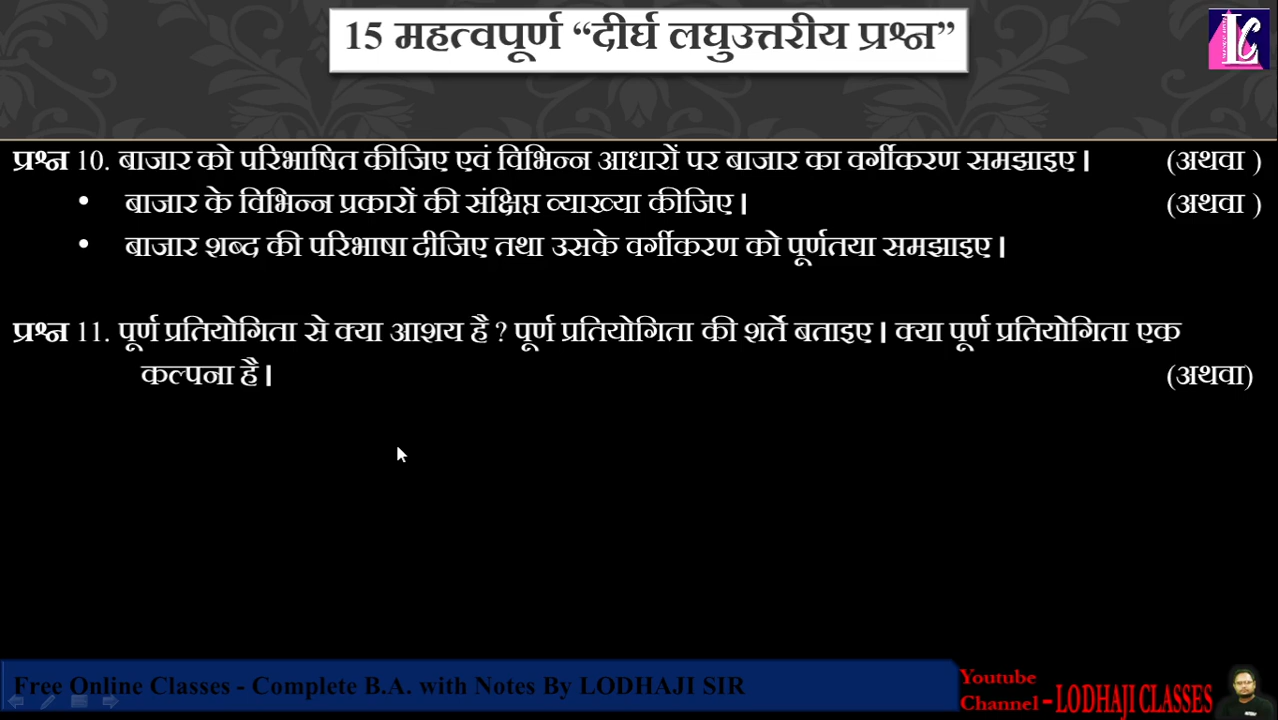 15 महत्वपूर्ण “दीर्घ लघुउत्तरीय प्रश्न”
LC
प्रश्न 10. बाजार को परिभाषित कीजिए एवं विभिन्न आधारों पर बाजार का वर्गीकरण समझाइए । (अथवा )
• बाजार के विभिन्न प्रकारों की संक्षिप्त व्याख्या कीजिए । (अथवा )
• बाजार शब्द की परिभाषा दीजिए तथा उसके वर्गीकरण को पूर्णतया समझाइए ।
प्रश्न 11. पूर्ण प्रतियोगिता से क्या आशय है ? पूर्ण प्रतियोगिता की शर्ते बताइए । क्या पूर्ण प्रतियोगिता एक
कल्पना है । (अथवा)
Free Online Classes - Complete B.A. with Notes By LODHAJI SIR
Youtube
Channel - LODHAJI CLASSES